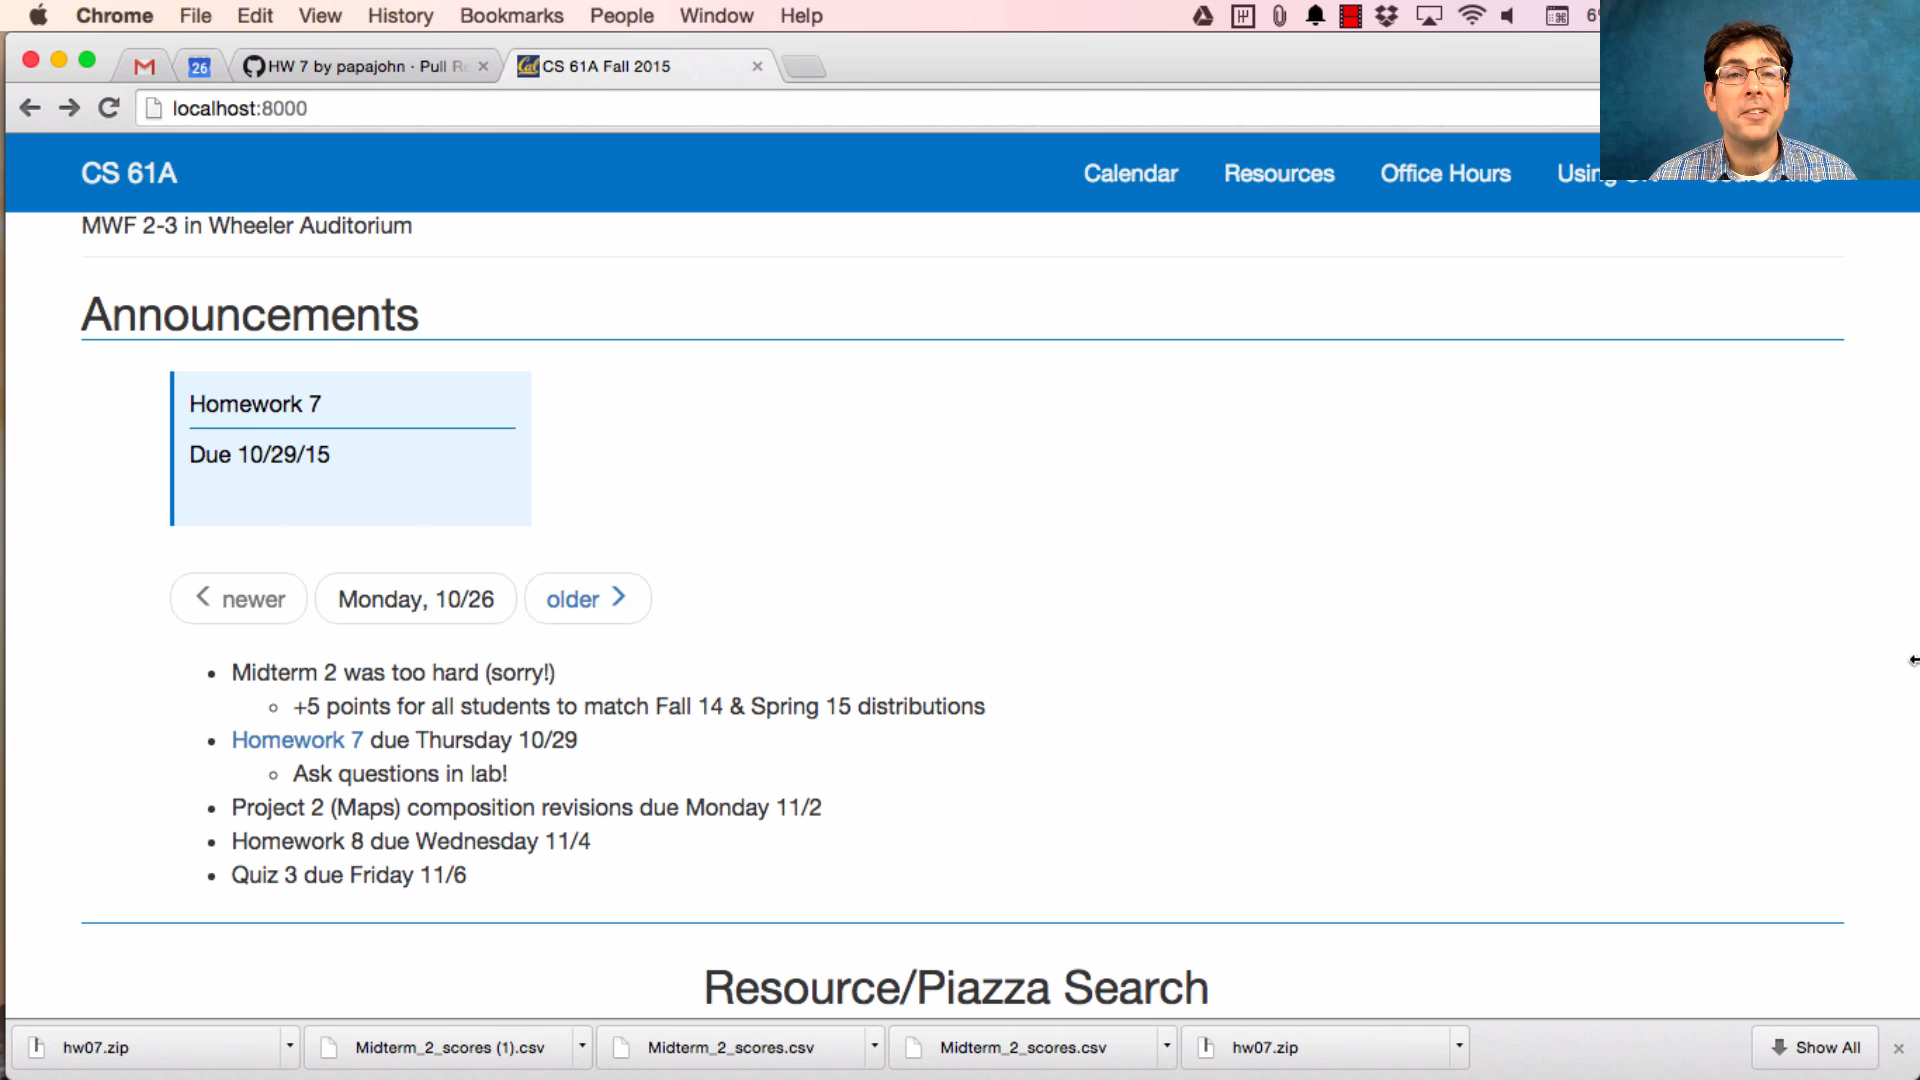 Chrome File Edit View History Bookmarks People Window Help
26 HW 7 by papajohn · Pull Re CS 61A Fall 2015
localhost:8000
CS 61A Calendar Resources Office Hours Using
MWF 2-3 in Wheeler Auditorium
Announcements
Homework 7
Due 10/29/15
newer Monday, 10/26 older
Midterm 2 was too hard (sorry!)
+5 points for all students to match Fall 14 & Spring 15 distributions
Homework 7 due Thursday 10/29
Ask questions in lab!
Project 2 (Maps) composition revisions due Monday 11/2
Homework 8 due Wednesday 11/4
Quiz 3 due Friday 11/6
Resource/Piazza Search
hw07.zip Midterm_2_scores (1).csv Midterm_2_scores.csv Midterm_2_scores.csv hw07.zip Show All